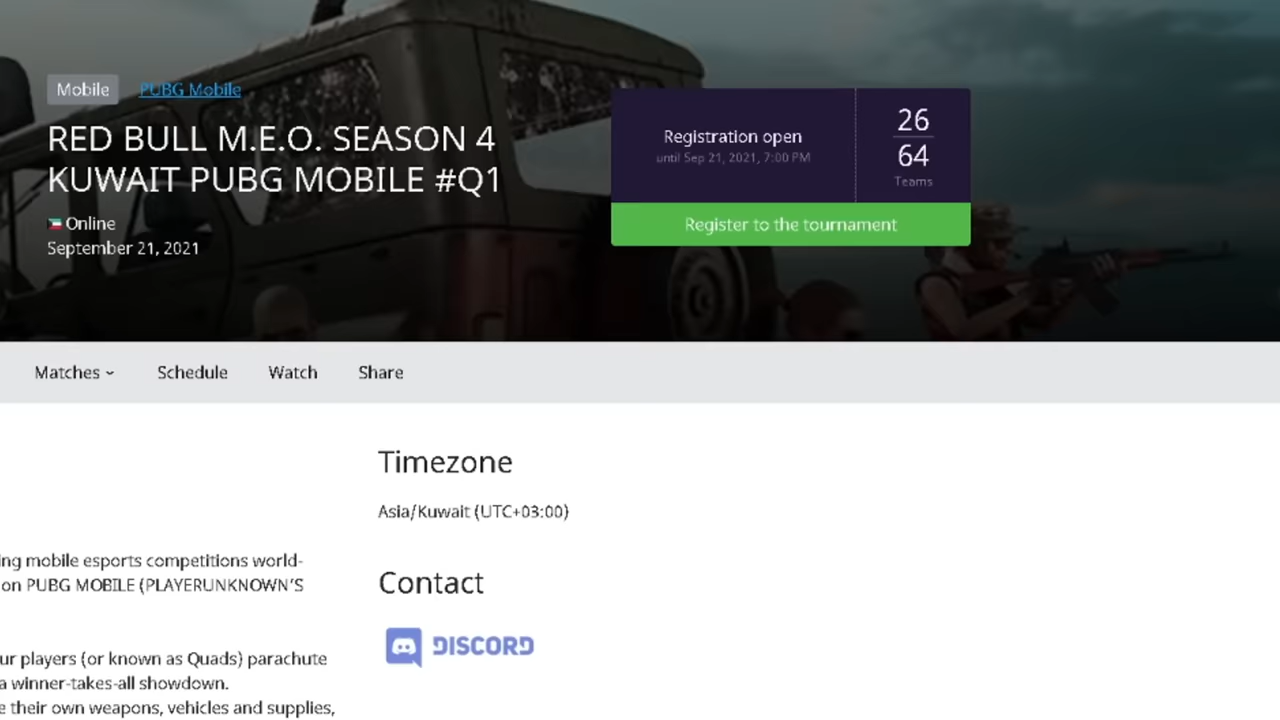 Mobile PUBG Mobile
RED BULL M.E.O. SEASON 4
KUWAIT PUBG MOBILE #Q1
Online
September 21, 2021
Registration open
until Sep 21, 2021, 7:00 PM
26
64
Teams
Register to the tournament
Matches Schedule Watch Share
ing mobile esports competitions world-
on PUBG MOBILE (PLAYERUNKNOWN'S
ur players (or known as Quads) parachute
a winner-takes-all showdown.
e their own weapons, vehicles and supplies,
Timezone
Asia/Kuwait (UTC+03:00)
Contact
DISCORD